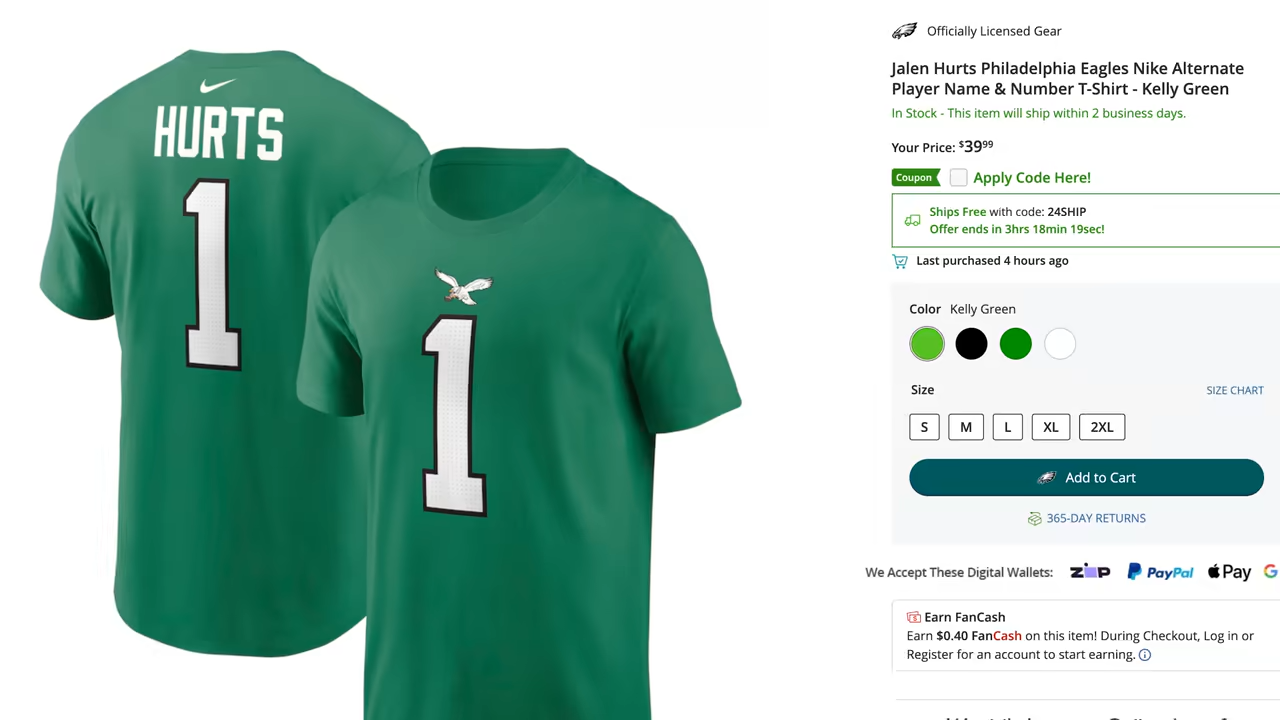 HURTS
1
1
Officially Licensed Gear
Jalen Hurts Philadelphia Eagles Nike Alternate
Player Name & Number T-Shirt - Kelly Green
In Stock - This item will ship within 2 business days.
Your Price: $3999
Coupon Apply Code Here!
Ships Free with code: 24SHIP
Offer ends in 3hrs 18min 19sec!
Last purchased 4 hours ago
Color Kelly Green
Size SIZE CHART
S M L XL 2XL
Add to Cart
365-DAY RETURNS
We Accept These Digital Wallets: ZIP PayPal Pay G
Earn FanCash
Earn $0.40 FanCash on this item! During Checkout, Log in or
Register for an account to start earning.